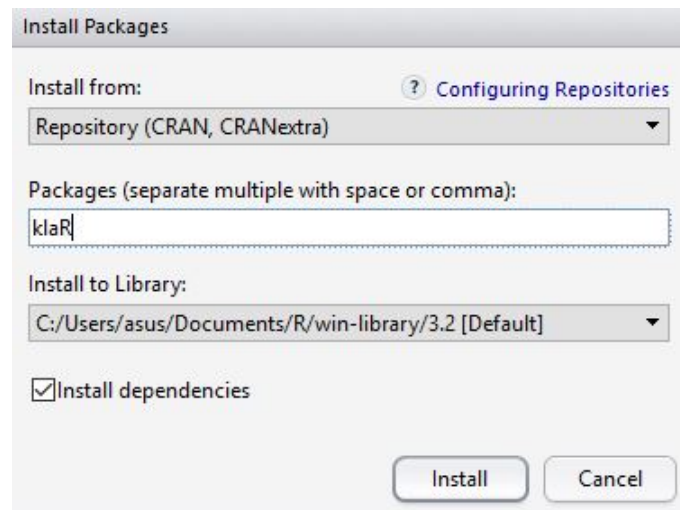 Install Packages
Install from:
? Configuring Repositories
Repository (CRAN, CRANextra)
Packages (separate multiple with space or comma):
klaR
Install to Library:
C:/Users/asus/Documents/R/win-library/3.2 [Default]
Install dependencies
Install Cancel